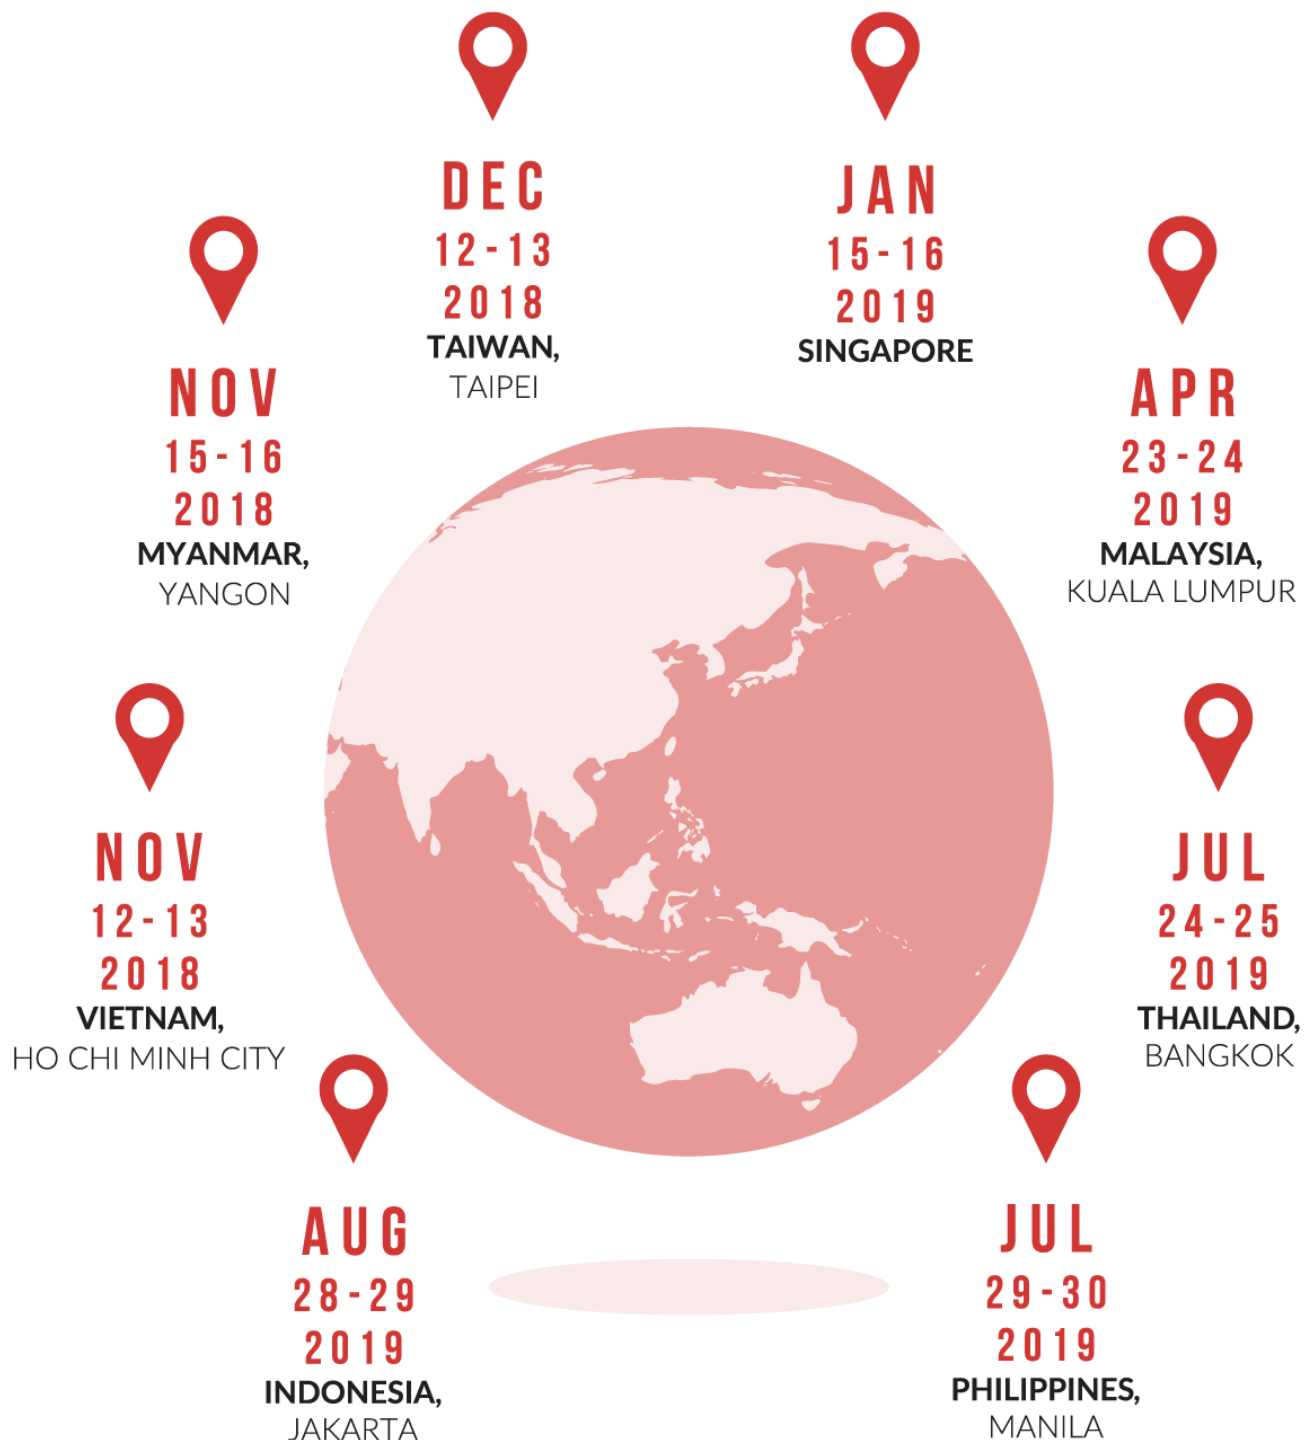 DEC
12-13
2018
TAIWAN,
TAIPEI
JAN
15-16
2019
SINGAPORE
NOV
15-16
2018
MYANMAR,
YANGON
APR
23-24
2019
MALAYSIA,
KUALA LUMPUR
NOV
12-13
2018
VIETNAM,
HO CHI MINH CITY
JUL
24-25
2019
THAILAND,
BANGKOK
AUG
28-29
2019
INDONESIA,
JAKARTA
JUL
29-30
2019
PHILIPPINES,
MANILA